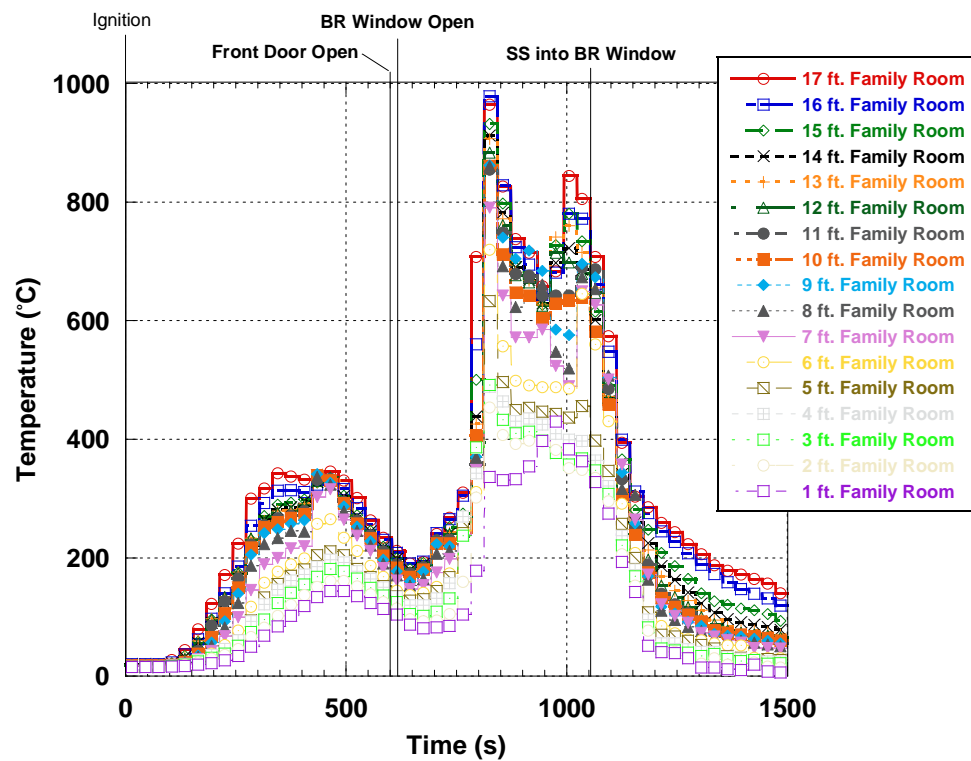 Ignition
BR Window Open
Front Door Open
SS into BR Window
1000
800
600
400
200
0
Temperature (°C)
0
500
1000
1500
Time (s)
17 ft. Family Room
16 ft. Family Room
15 ft. Family Room
14 ft. Family Room
13 ft. Family Room
12 ft. Family Room
11 ft. Family Room
10 ft. Family Room
9 ft. Family Room
8 ft. Family Room
7 ft. Family Room
6 ft. Family Room
5 ft. Family Room
4 ft. Family Room
3 ft. Family Room
2 ft. Family Room
1 ft. Family Room